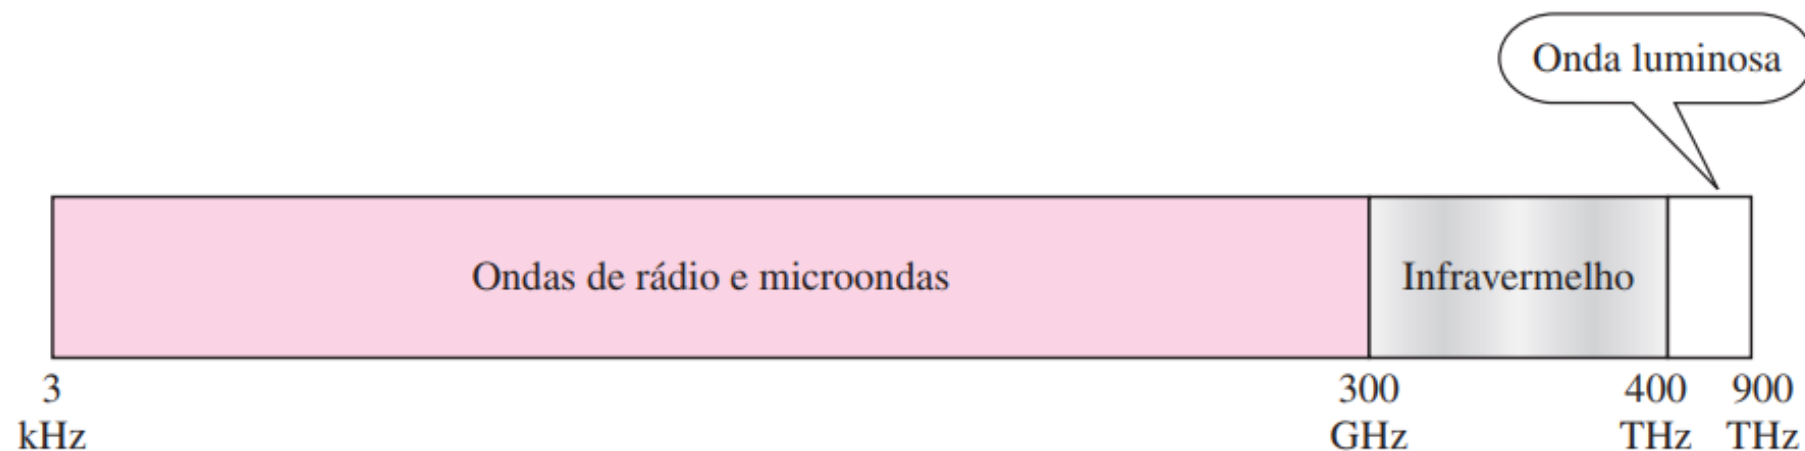 Onda luminosa
Ondas de rádio e microondas
Infravermelho
3 300 400 900
kHz GHz THz THz